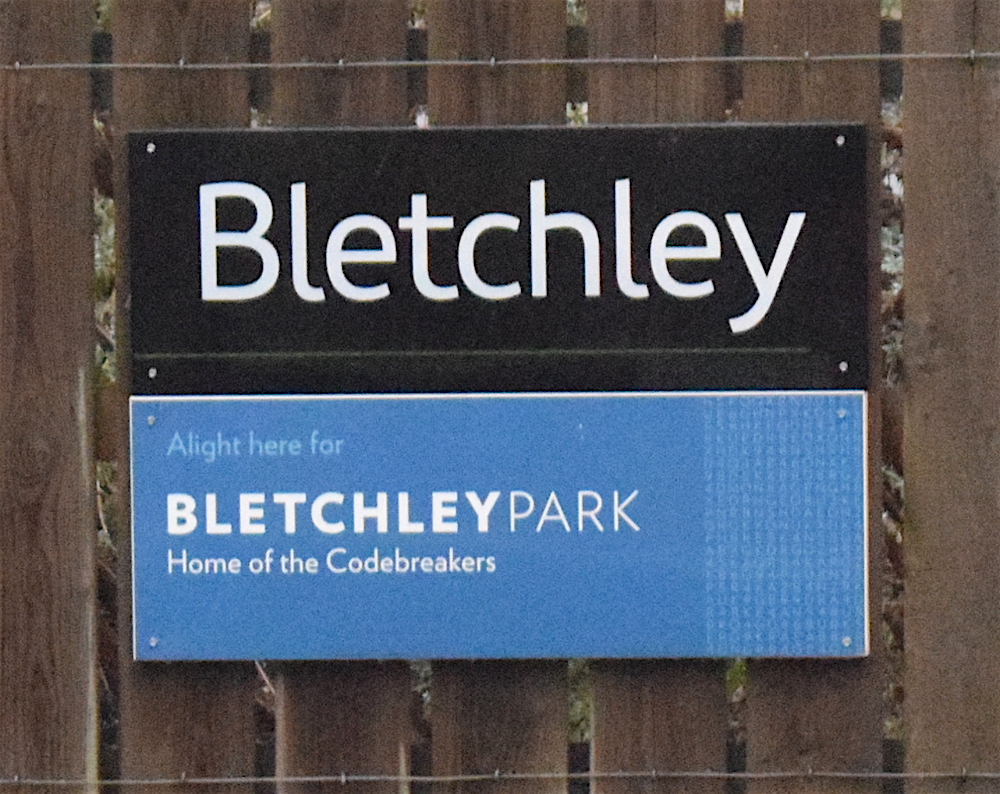 Bletchley
Alight here for
BLETCHLEYPARK
Home of the Codebreakers